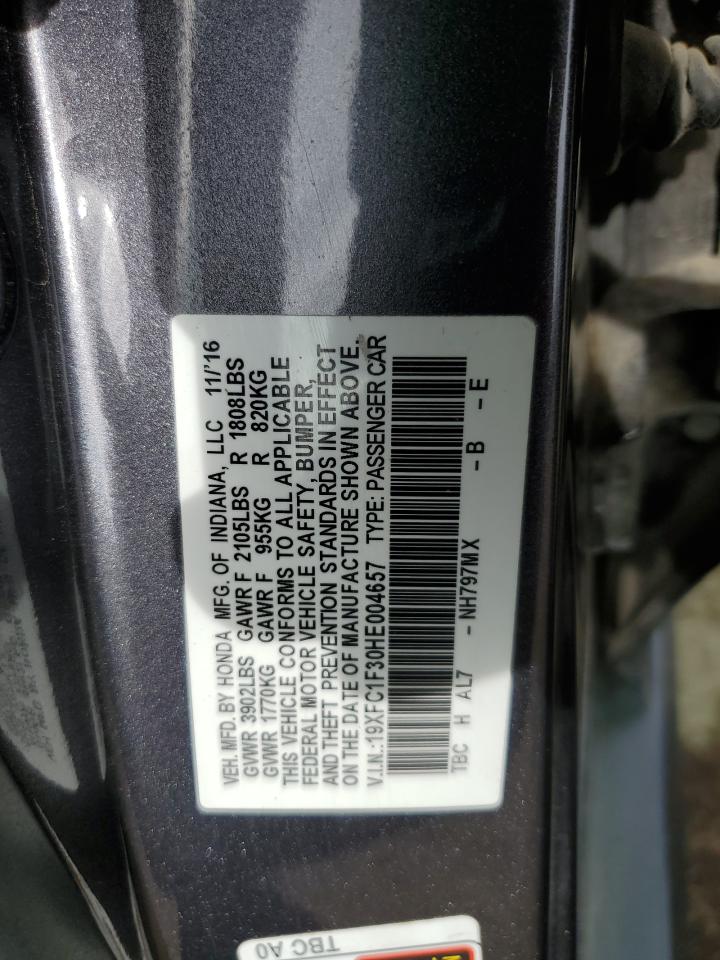 VEH. MFD. BY HONDA MFG. OF INDIANA, LLC 11/'16
GVWR 3902LBS GAWR F 2105LBS R 1808LBS
GVWR 1770KG GAWR F 955KG R 820KG
THIS VEHICLE CONFORMS TO ALL APPLICABLE
FEDERAL MOTOR VEHICLE SAFETY, BUMPER,
AND THEFT PREVENTION STANDARDS IN EFFECT
ON THE DATE OF MANUFACTURE SHOWN ABOVE.
V.I.N.:19XFC1F30HE004657 TYPE: PASSENGER CAR
TBC H AL7 - NH797MX - B - E
TBC A0